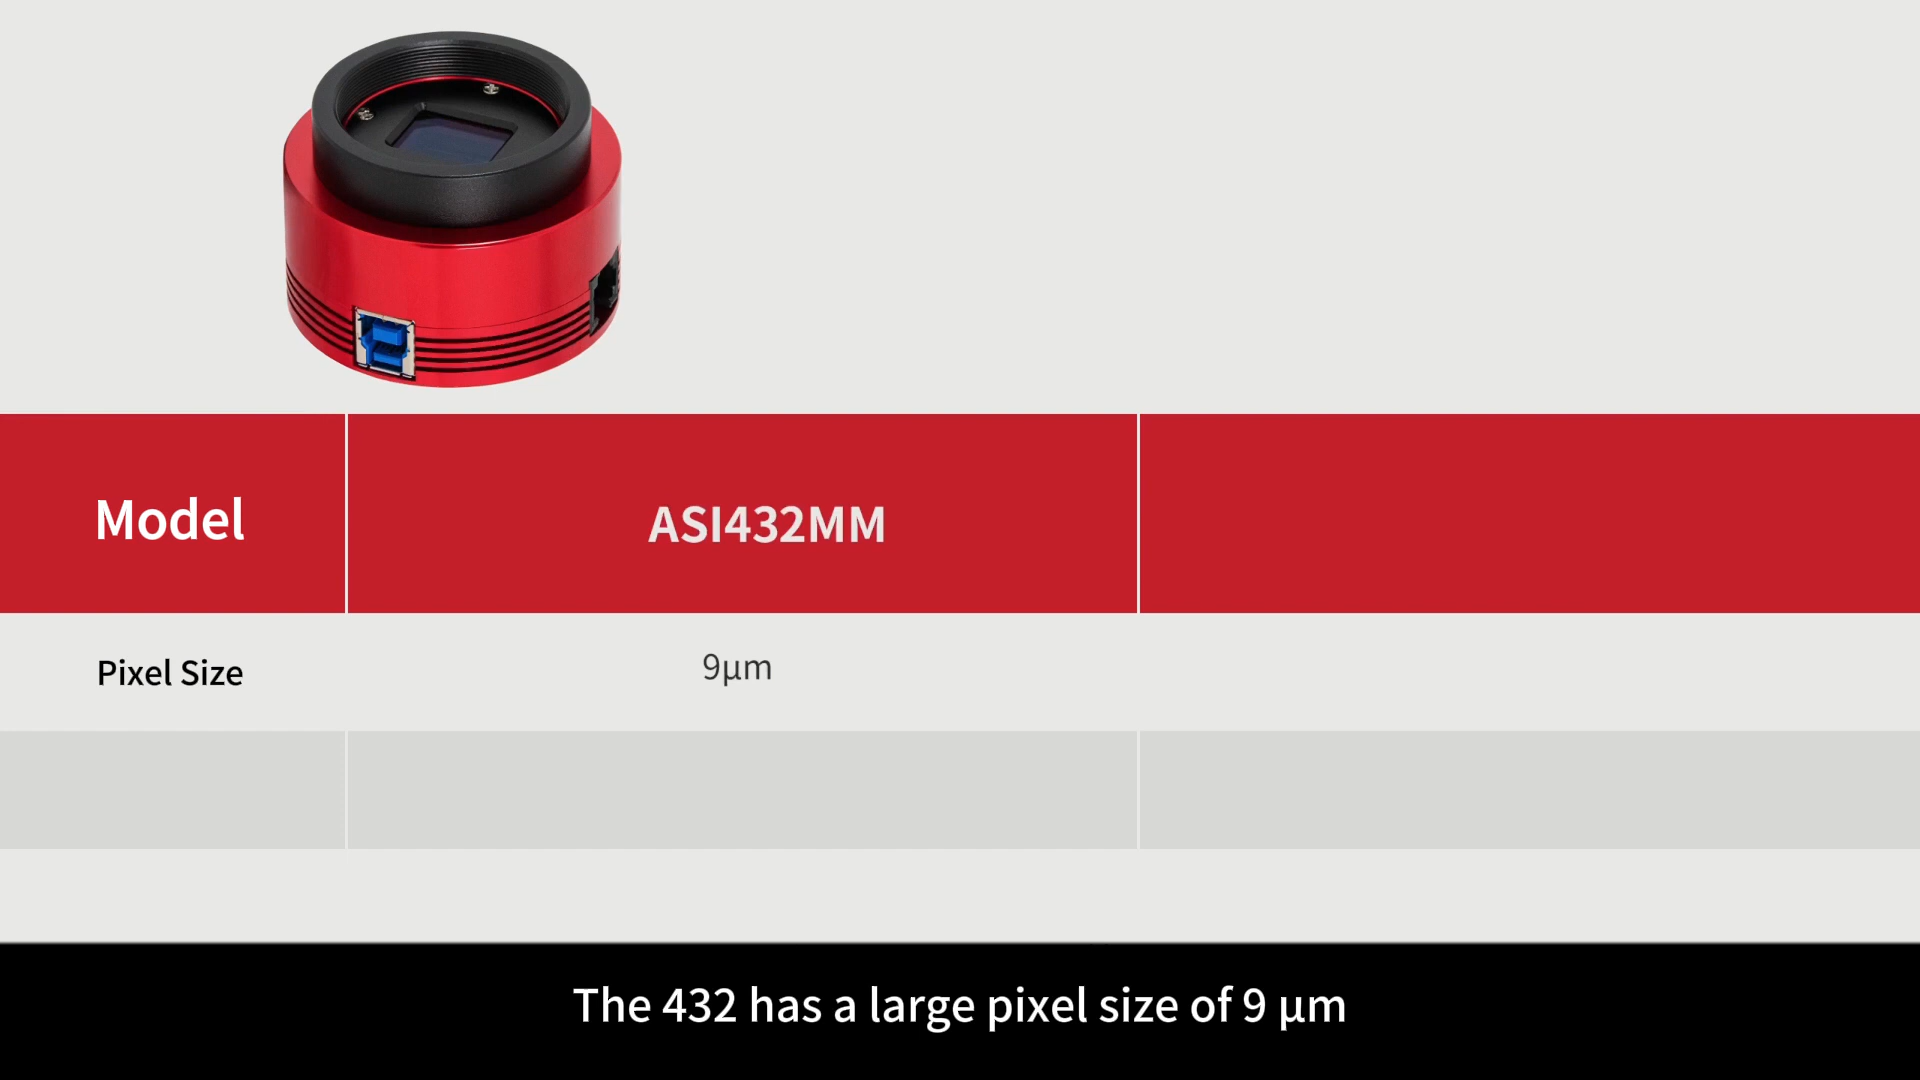 Model
ASI432MM
Pixel Size
9μm
The 432 has a large pixel size of 9 μm